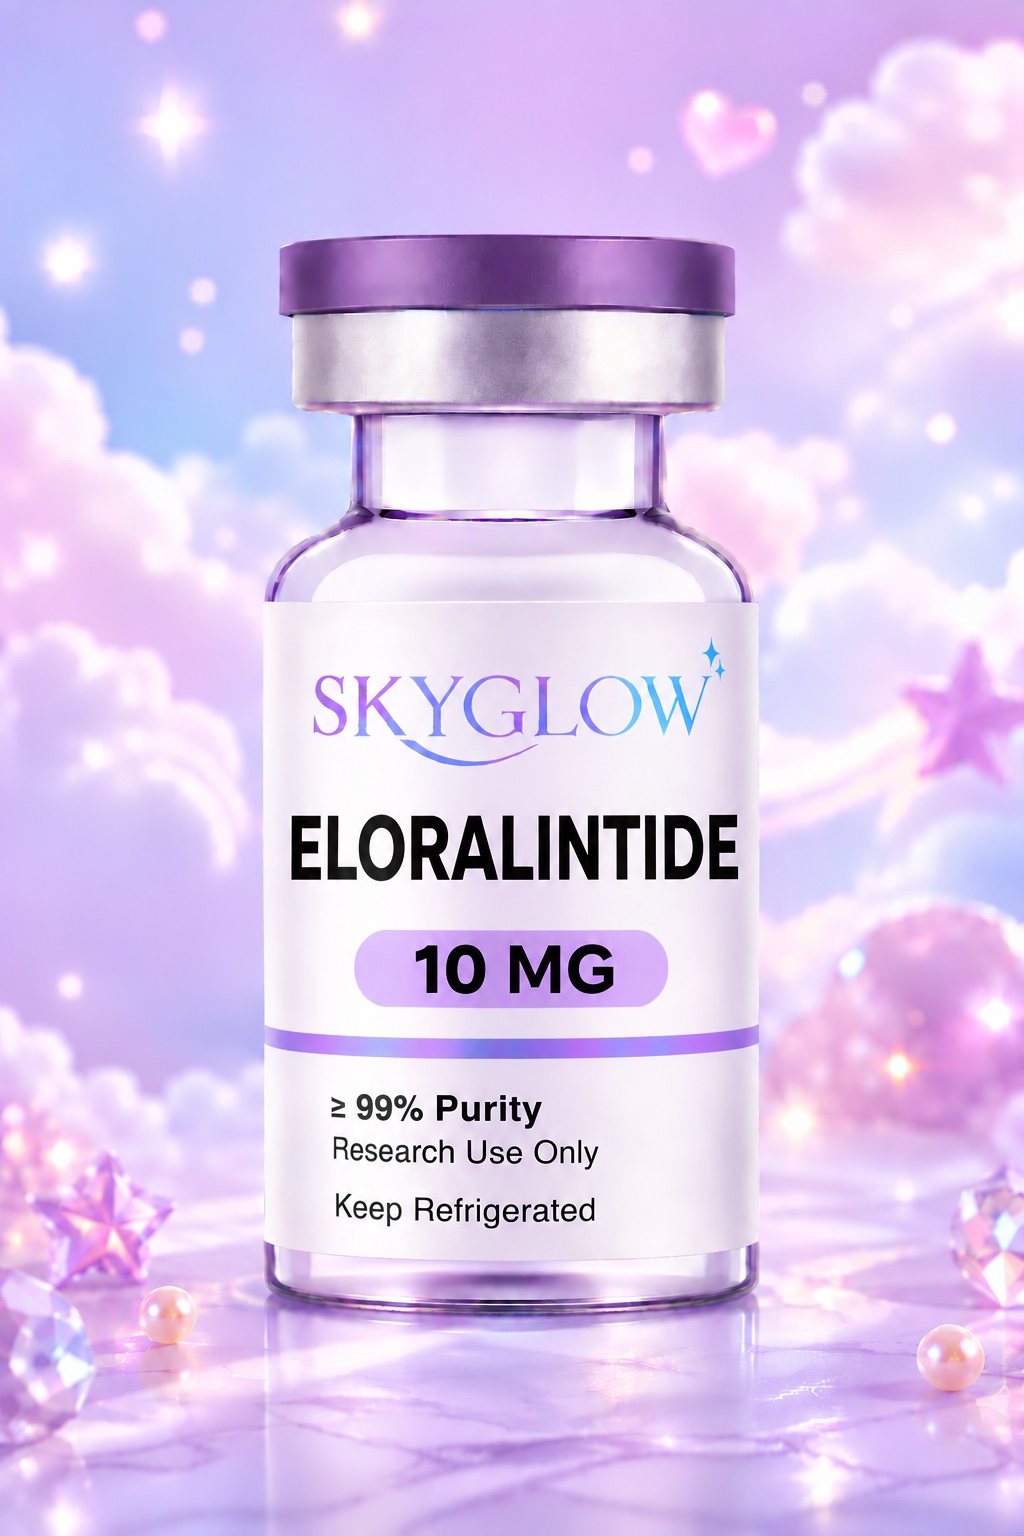 SKYGLOW
ELORALINTIDE
10 MG
≥ 99% Purity
Research Use Only
Keep Refrigerated